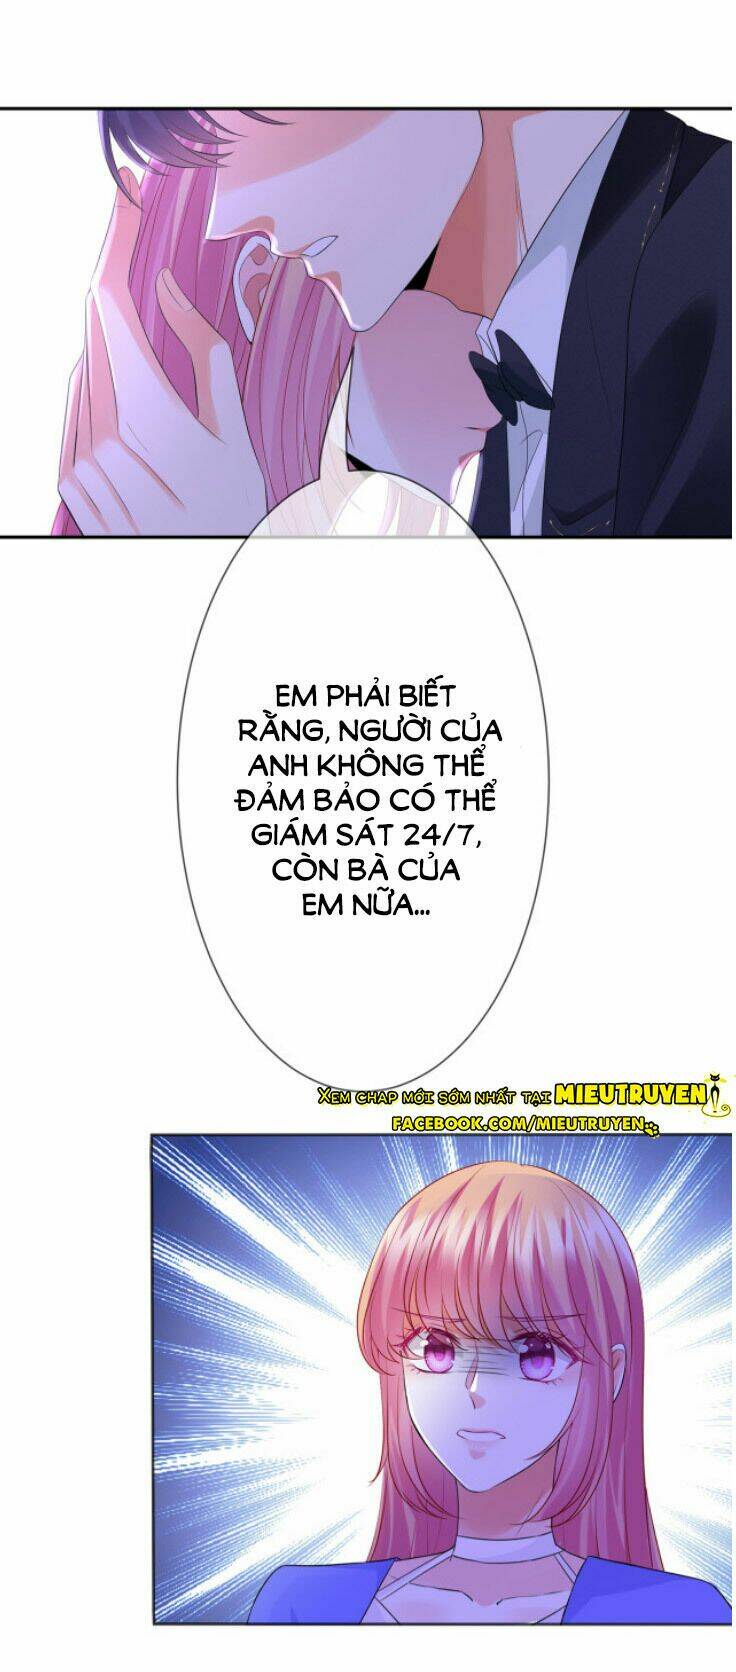 EM PHẢI BIẾT
RẰNG, NGƯỜI CỦA
ANH KHÔNG THỂ
ĐẢM BẢO CÓ THỂ
GIÁM SÁT 24/7,
CÒN BÀ CỦA
EM NỮA...
XEM CHAP MỚI SỚM NHẤT TẠI MIEUTRUYEN!
FACEBOOK.COM/MIEUTRUYEN